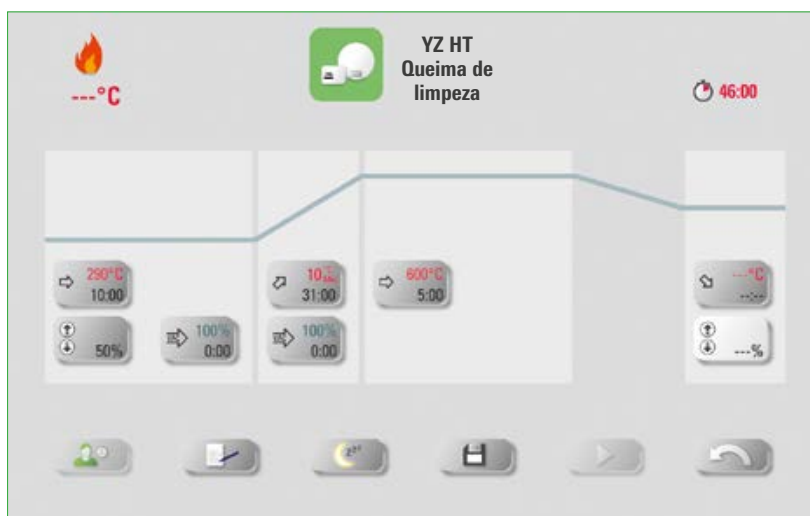 YZ HT
Queima de
limpeza
---°C
46:00
290°C
10:00
50%
100%
0:00
10 °C/Min
31:00
100%
0:00
600°C
5:00
---°C
--:--
---%